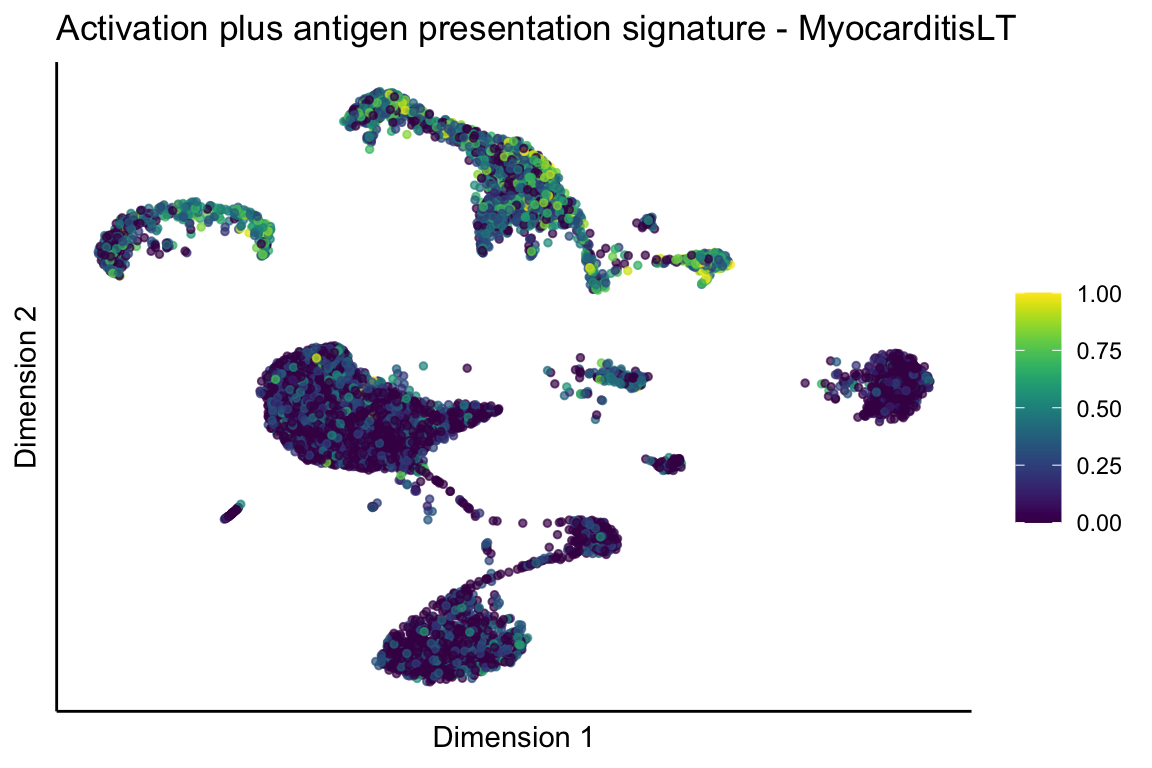 Activation plus antigen presentation signature - MyocarditisLT
Dimension 2
1.00
0.75
0.50
0.25
0.00
Dimension 1